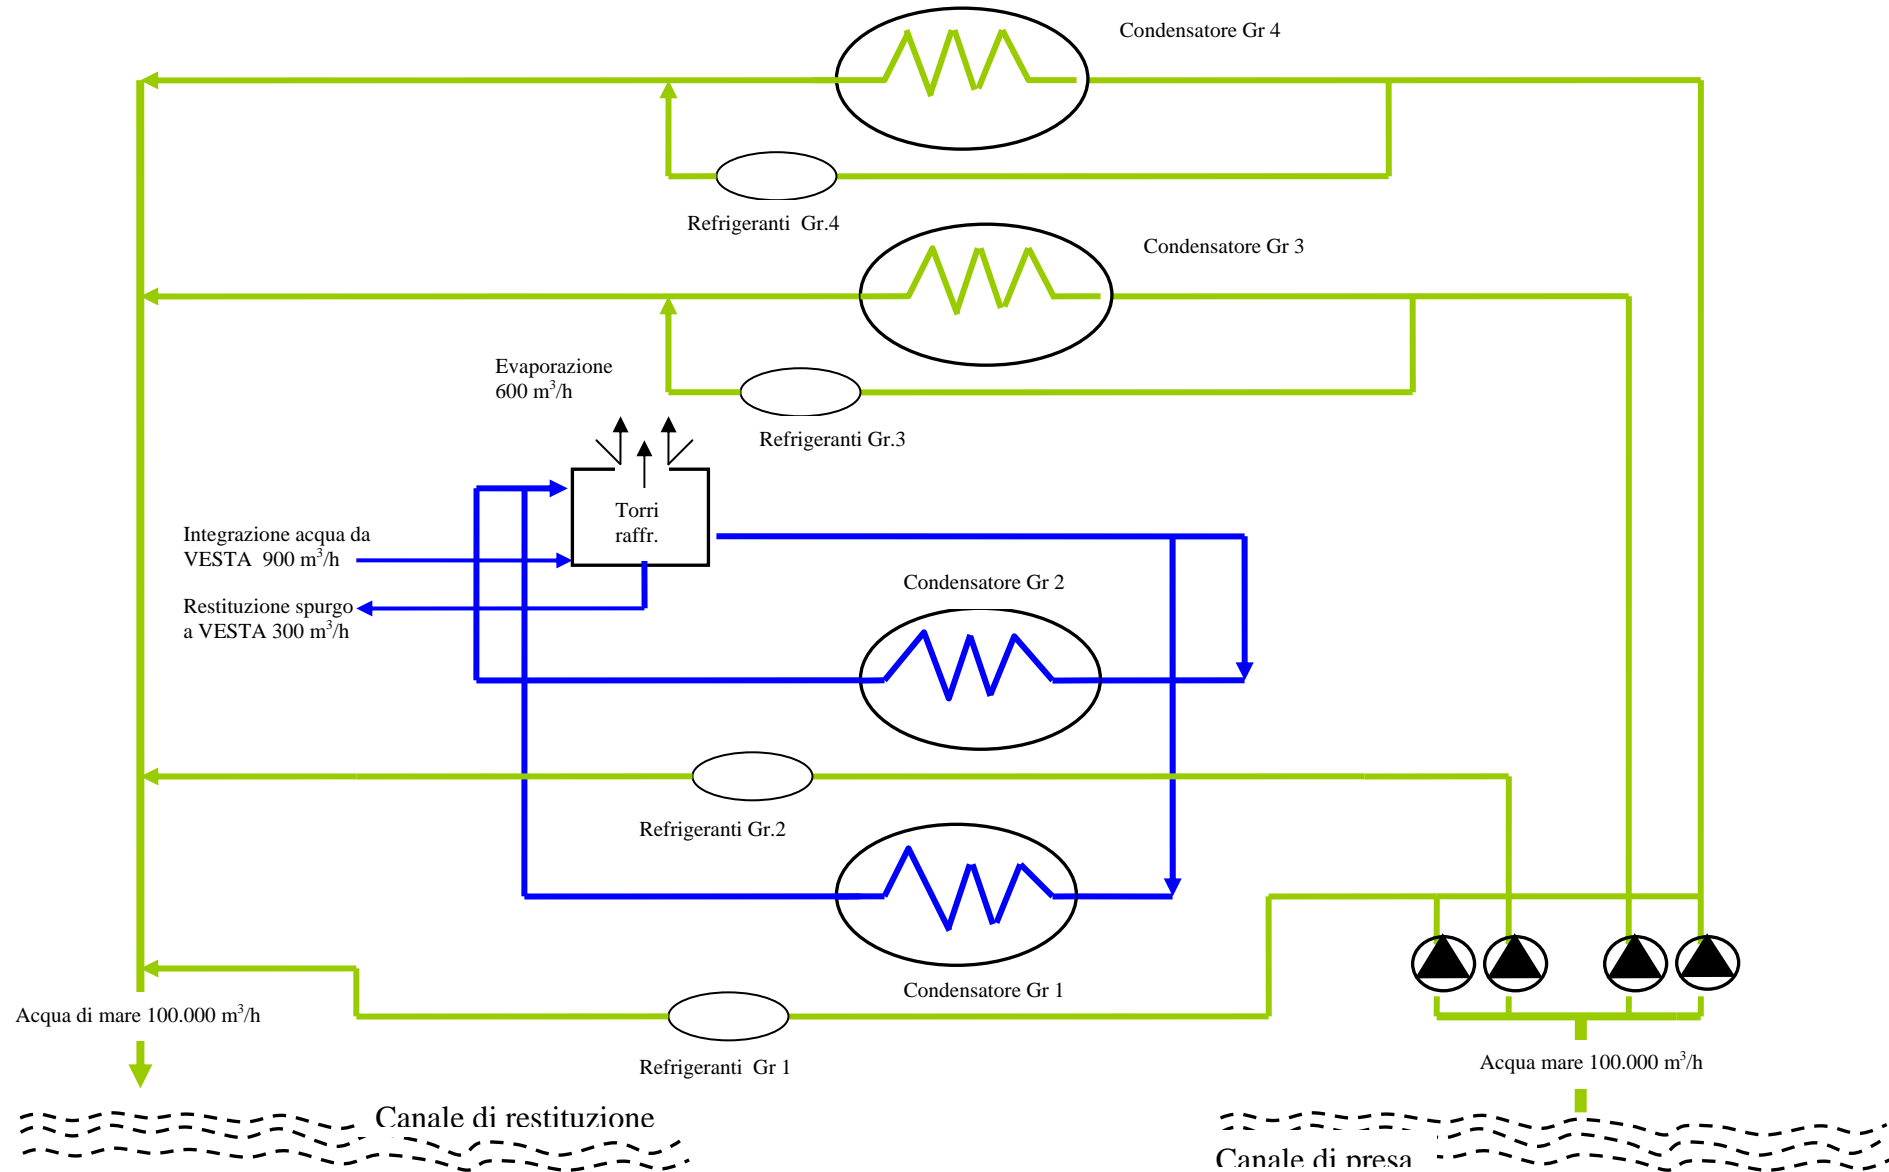 Condensatore Gr 4
Refrigeranti Gr.4
Condensatore Gr 3
Evaporazione
600 m³/h
Refrigeranti Gr.3
Torri
raffr.
Integrazione acqua da
VESTA 900 m³/h
Condensatore Gr 2
Restituzione spurgo
a VESTA 300 m³/h
Refrigeranti Gr.2
Condensatore Gr 1
Acqua di mare 100.000 m³/h
Refrigeranti Gr 1
Acqua mare 100.000 m³/h
Canale di restituzione
Canale di presa